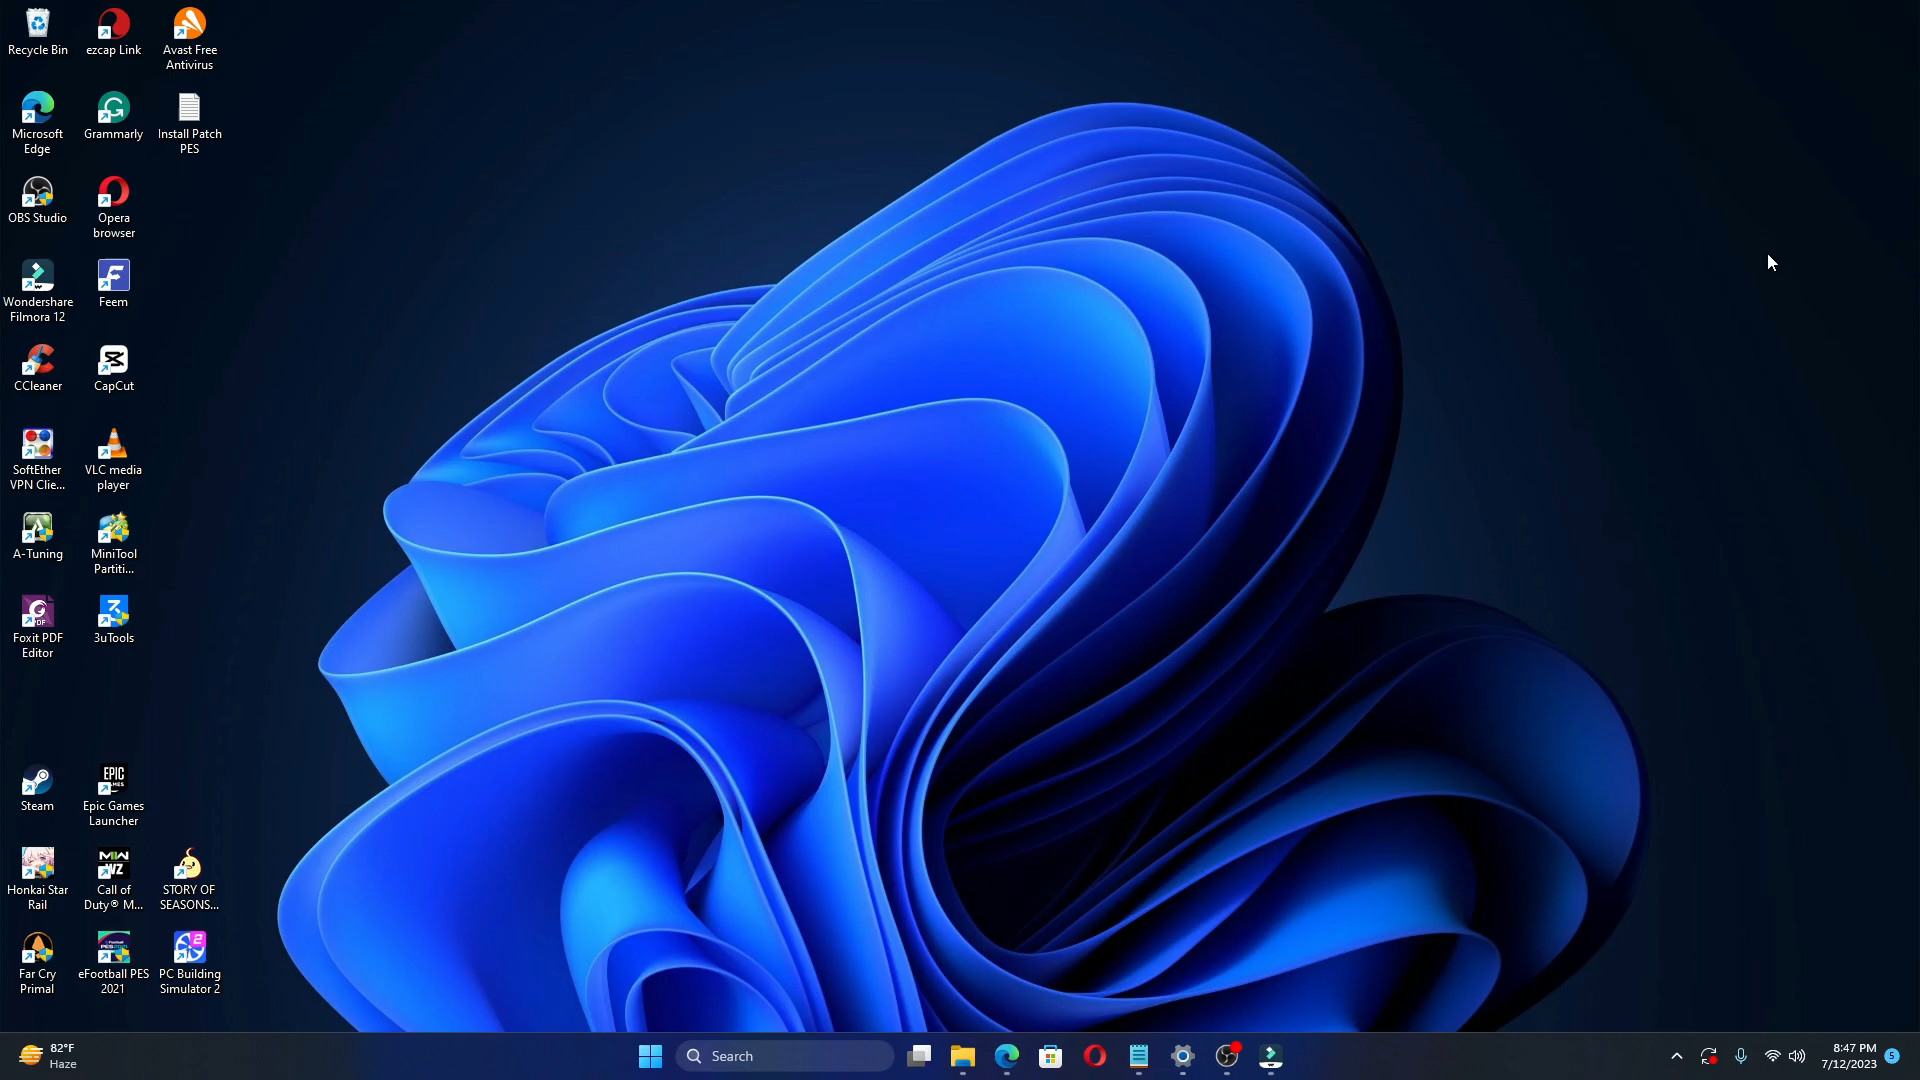 Recycle Bin
ezcap Link
Avast Free
Antivirus
Microsoft
Edge
Grammarly
Install Patch
PES
OBS Studio
Opera
browser
Wondershare
Filmora 12
Feem
CCleaner
CapCut
SoftEther
VPN Clie...
VLC media
player
A-Tuning
MiniTool
Partiti...
Foxit PDF
Editor
3uTools
Steam
EPIC
GAMES
Epic Games
Launcher
Honkai Star
Rail
MW
WZ
Call of
Duty® M...
STORY OF
SEASONS...
Far Cry
Primal
eFootball PES
2021
PC Building
Simulator 2
82°F
Haze
Search
8:47 PM
7/12/2023
5